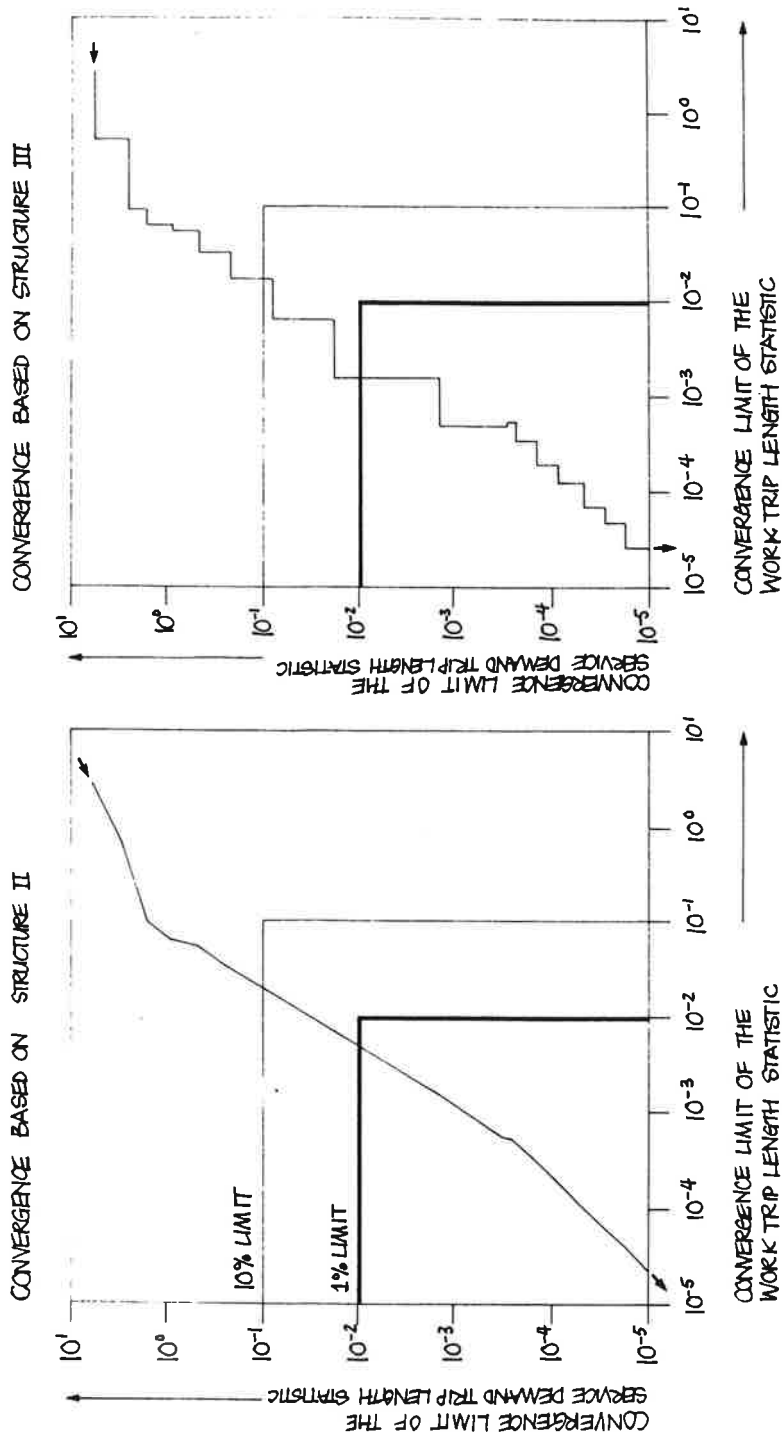 CONVERGENCE BASED ON STRUCTURE II
CONVERGENCE LIMIT OF THE
SERVICE DEMAND TRIP LENGTH STATISTIC
10¹
10⁰
10⁻¹
10⁻²
10⁻³
10⁻⁴
10⁻⁵
10% LIMIT
1% LIMIT
10⁻⁵
10⁻⁴
10⁻³
10⁻²
10⁻¹
10⁰
10¹
CONVERGENCE LIMIT OF THE
WORK TRIP LENGTH STATISTIC
CONVERGENCE BASED ON STRUCTURE III
CONVERGENCE LIMIT OF THE
SERVICE DEMAND TRIP LENGTH STATISTIC
10¹
10⁰
10⁻¹
10⁻²
10⁻³
10⁻⁴
10⁻⁵
10⁻⁵
10⁻⁴
10⁻³
10⁻²
10⁻¹
10⁰
10¹
CONVERGENCE LIMIT OF THE
WORK TRIP LENGTH STATISTIC